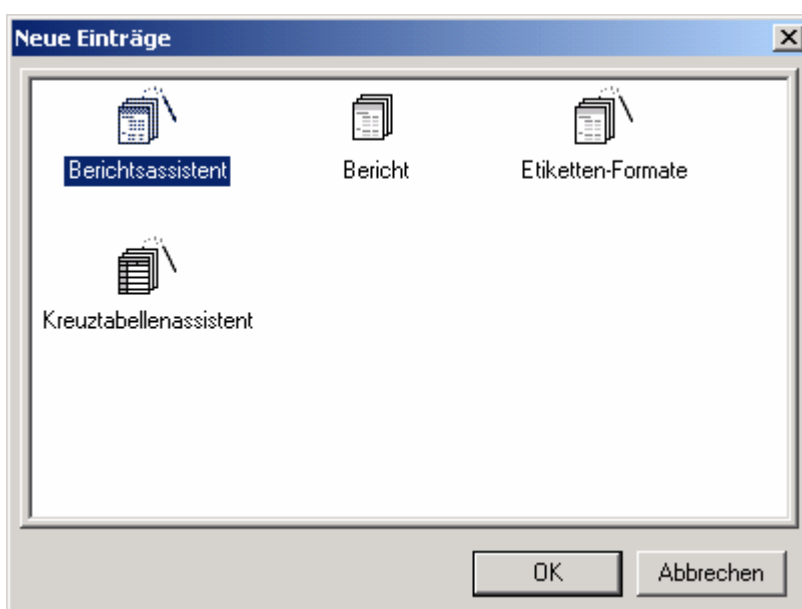 Neue Einträge
Berichtsassistent
Bericht
Etiketten-Formate
Kreuztabellenassistent
OK
Abbrechen